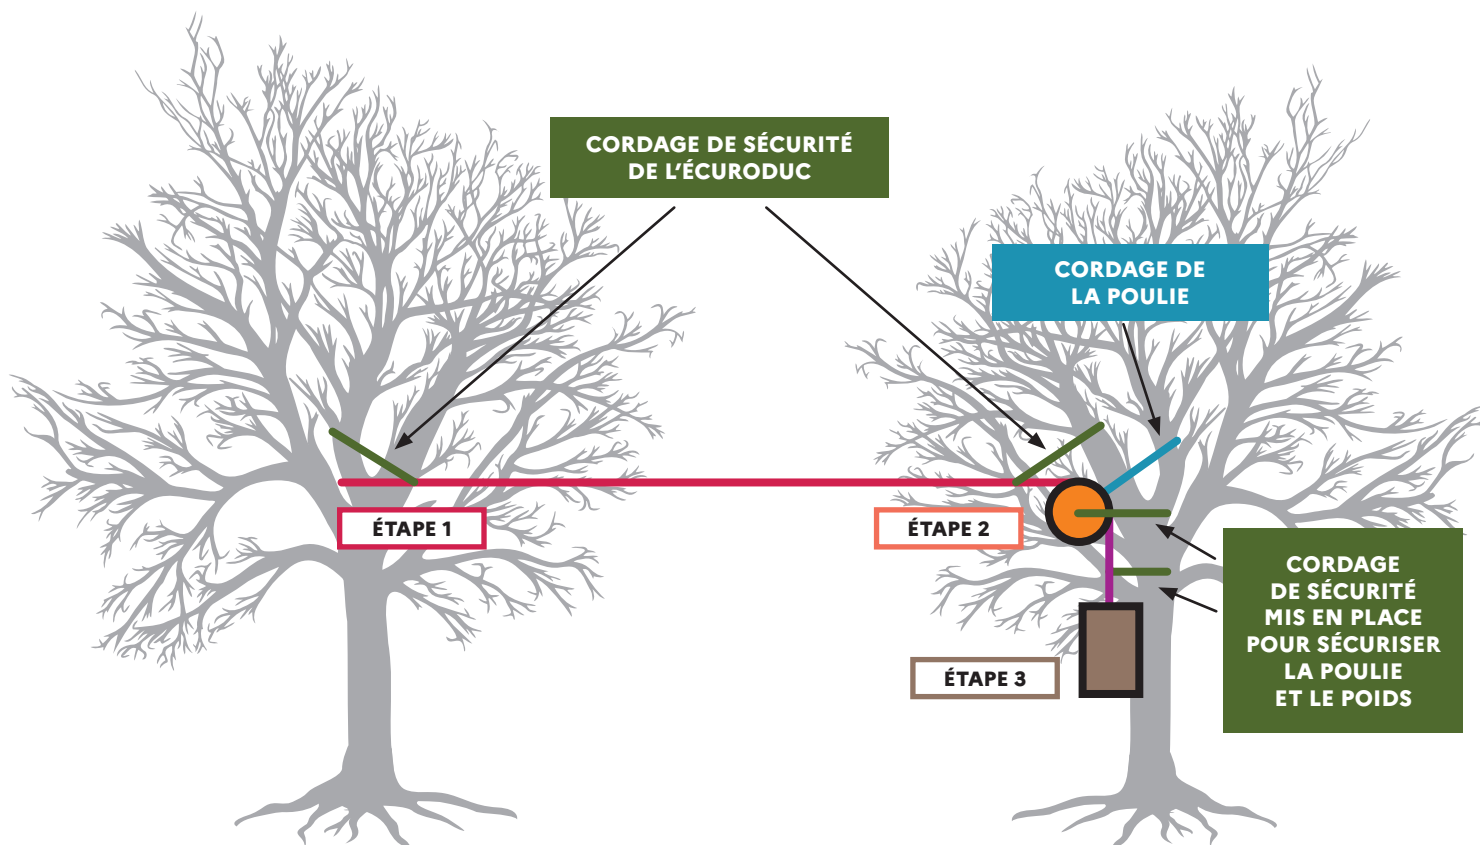 CORDAGE DE SÉCURITÉ
DE L'ÉCURODUC
CORDAGE DE
LA POULIE
ÉTAPE 1
ÉTAPE 2
CORDAGE
DE SÉCURITÉ
MIS EN PLACE
POUR SÉCURISER
LA POULIE
ET LE POIDS
ÉTAPE 3